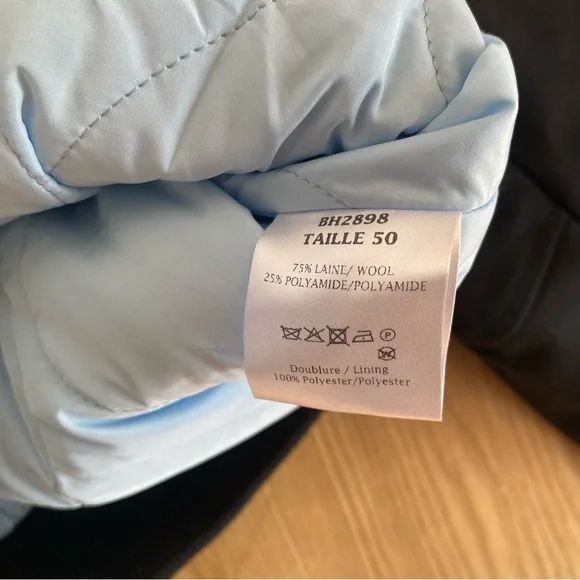 BH2898
TAILLE 50
75% LAINE/ WOOL
25% POLYAMIDE/POLYAMIDE
P
W
Doublure / Lining
100% Polyester/Polyester